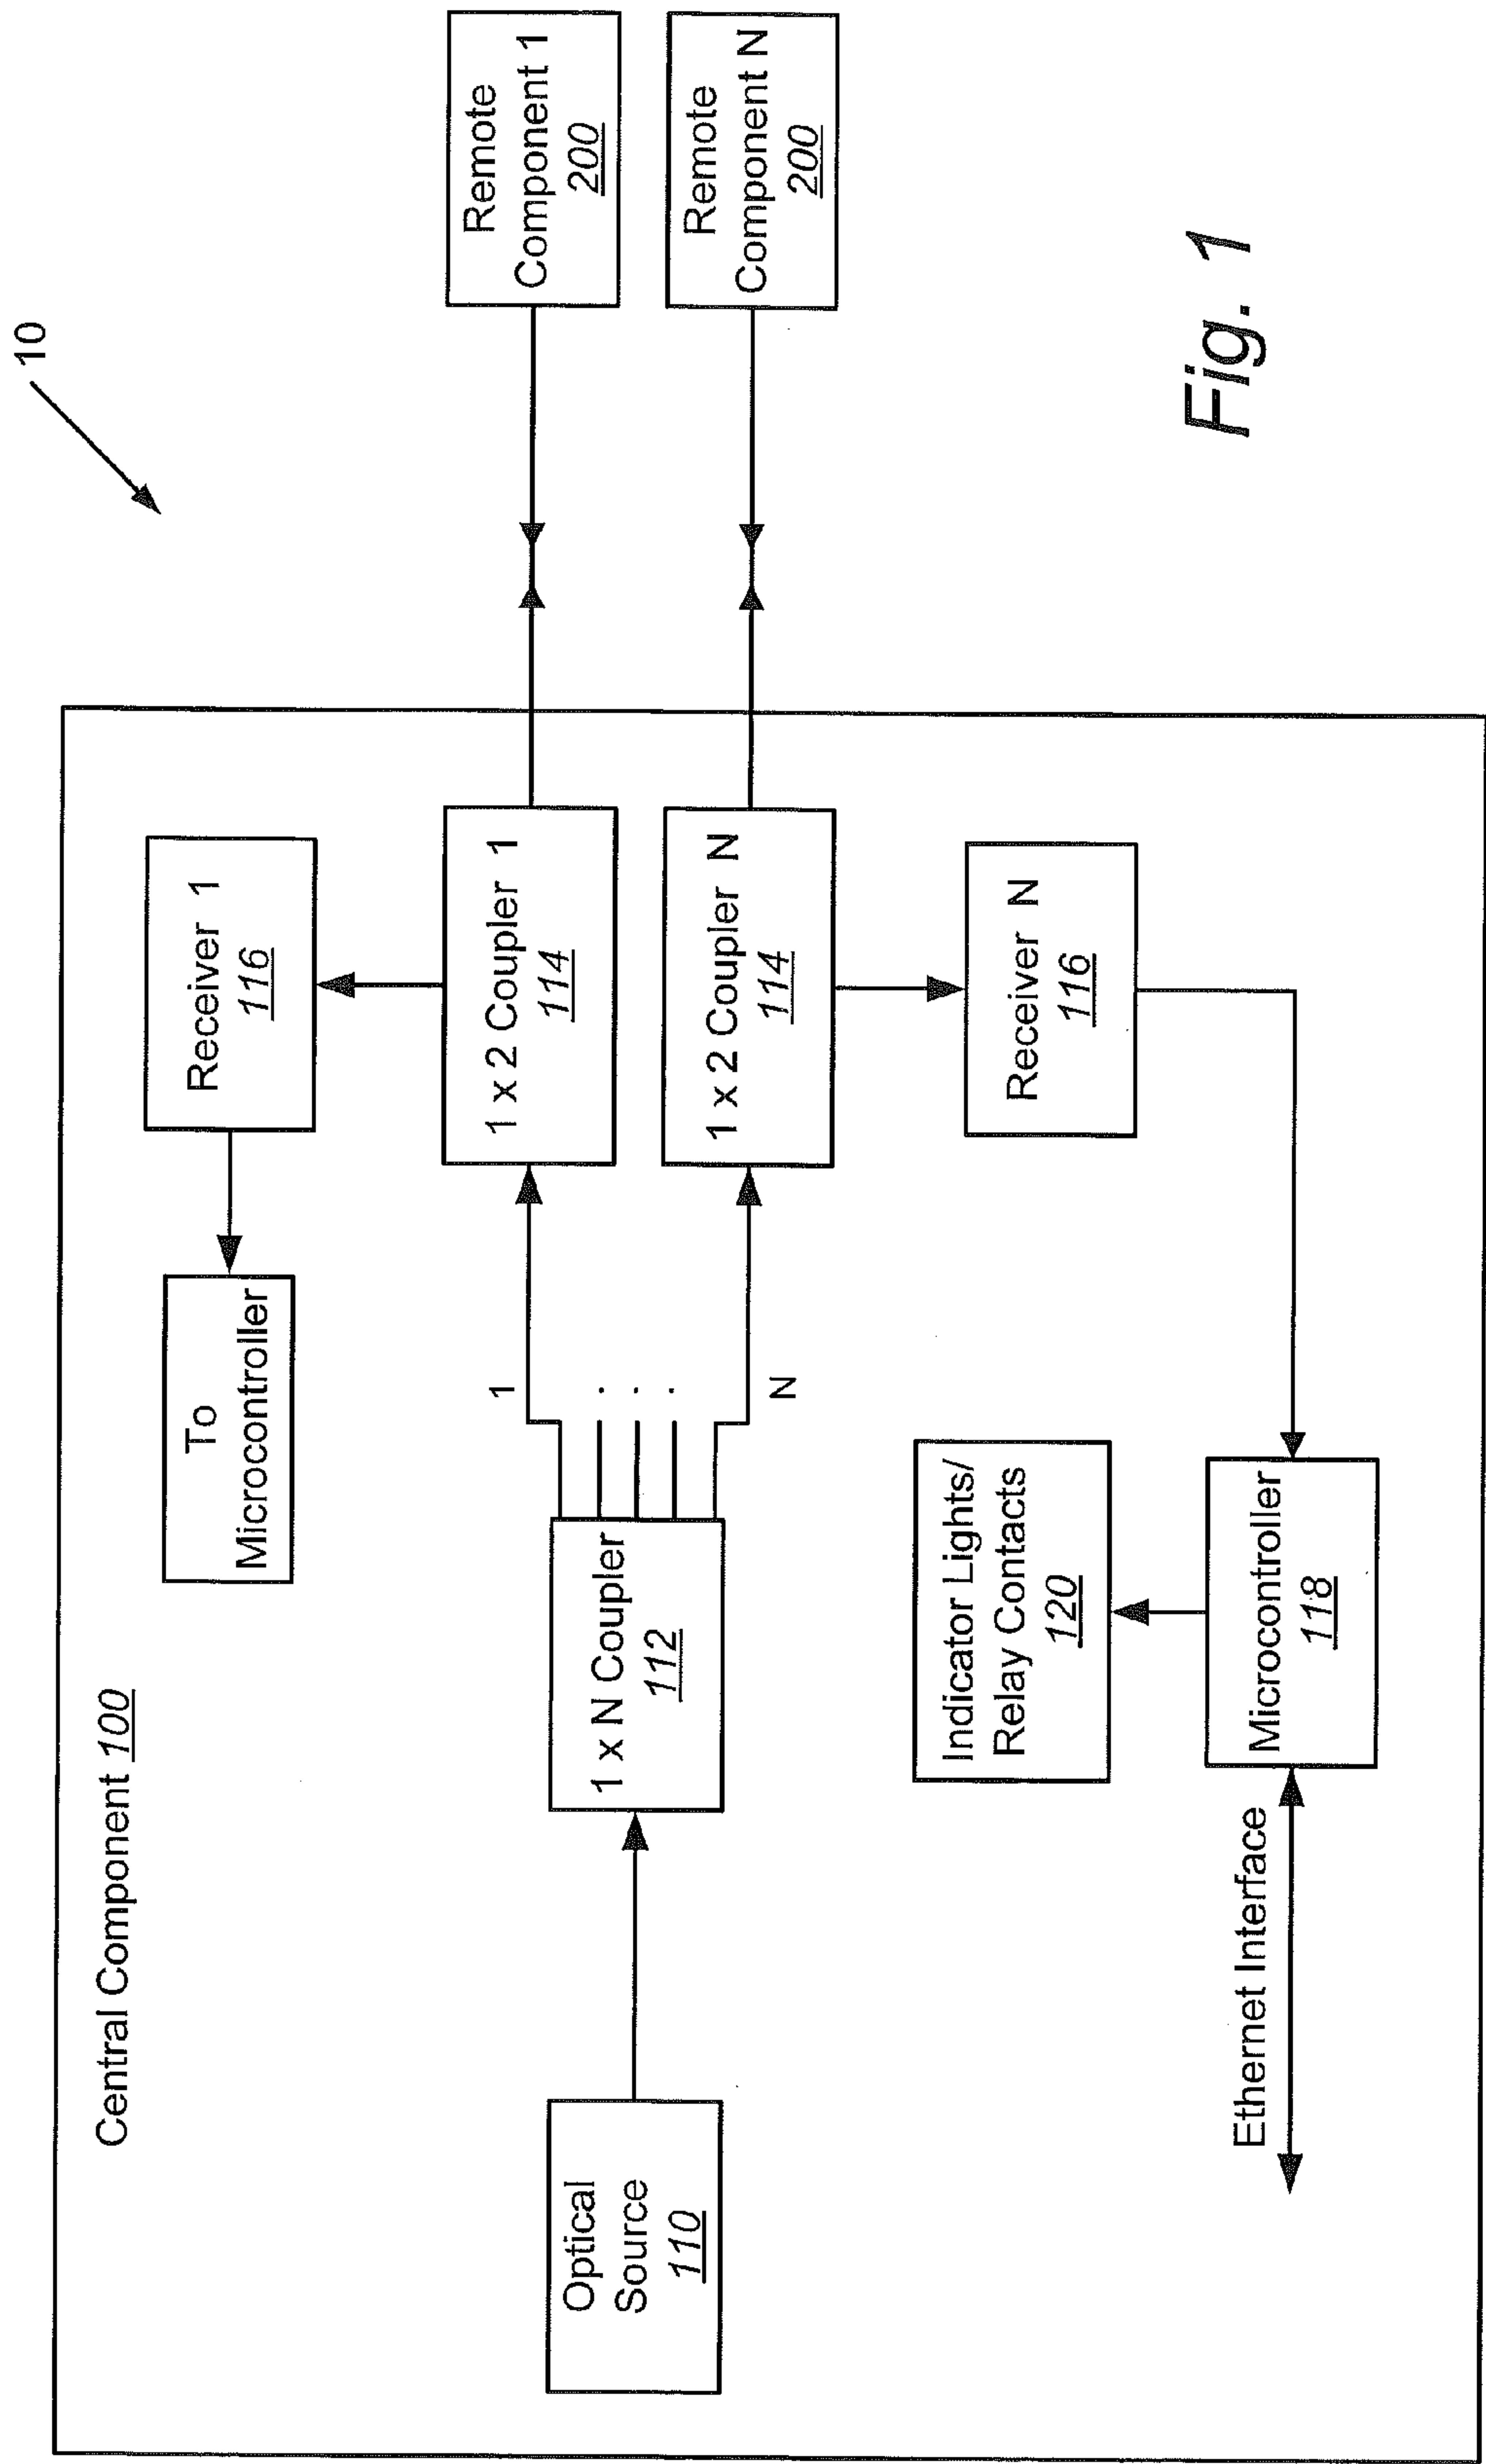 10
Central Component 100
To
Microcontroller
Receiver 1
116
Optical
Source
110
1 x N Coupler
112
1
.
.
.
N
1 x 2 Coupler 1
114
1 x 2 Coupler N
114
Remote
Component 1
200
Remote
Component N
200
Indicator Lights/
Relay Contacts
120
Receiver N
116
Ethernet Interface
Microcontroller
118
Fig. 1